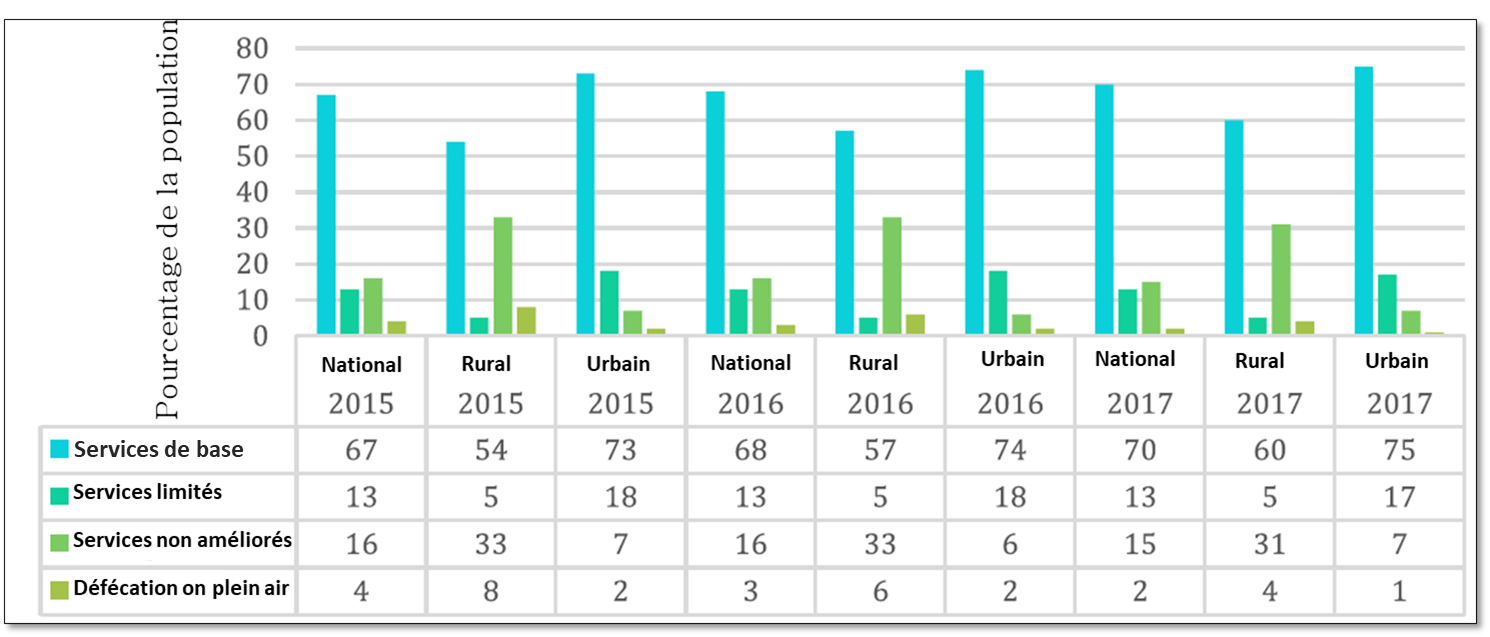 Pourcentage de la population
80
70
60
50
40
30
20
10
0
National Rural Urbain National Rural Urbain National Rural Urbain
2015 2015 2015 2016 2016 2016 2017 2017 2017
Services de base 67 54 73 68 57 74 70 60 75
Services limités 13 5 18 13 5 18 13 5 17
Services non améliorés 16 33 7 16 33 6 15 31 7
Défécation on plein air 4 8 2 3 6 2 2 4 1